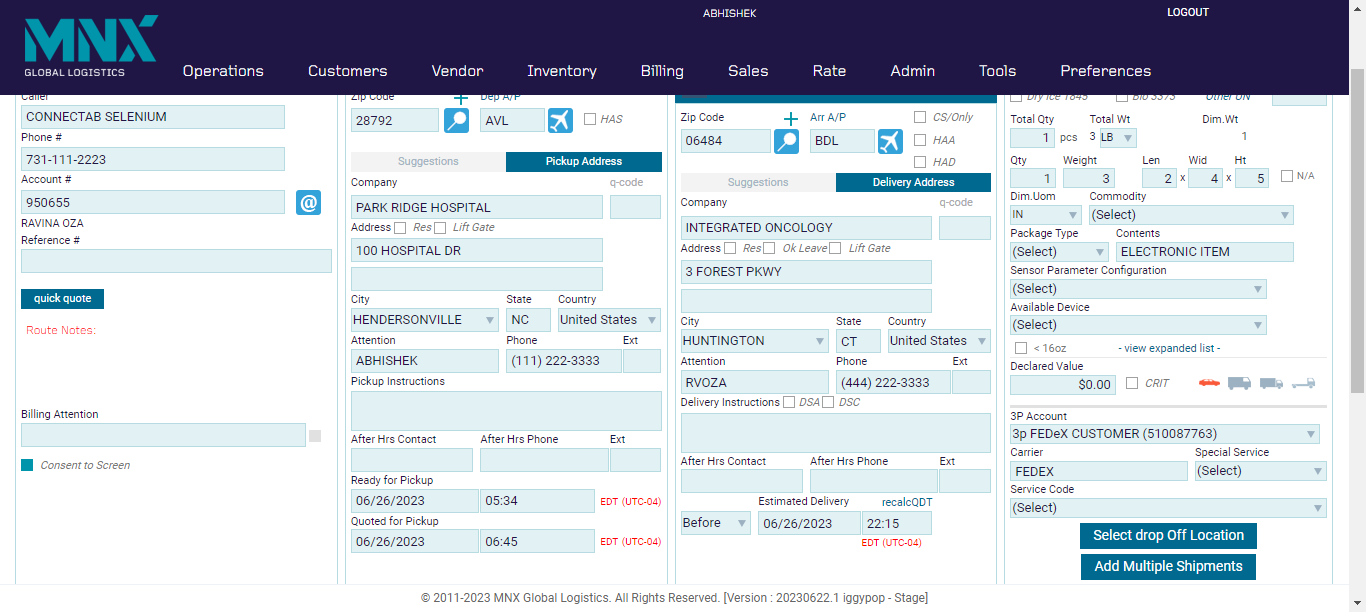 ABHISHEK
LOGOUT
MNX
GLOBAL LOGISTICS
Operations
Customers
Vendor
Inventory
Billing
Sales
Rate
Admin
Tools
Preferences
Caller
CONNECTAB SELENIUM
Phone #
731-111-2223
Account #
950655
@
RAVINA OZA
Reference #
quick quote
Route Notes:
Billing Attention
Consent to Screen
Zip Code
+
Dep A/P
28792
AVL
HAS
Suggestions
Pickup Address
Company
q-code
PARK RIDGE HOSPITAL
Address
Res
Lift Gate
100 HOSPITAL DR
City
State
Country
HENDERSONVILLE
NC
United States
Attention
Phone
Ext
ABHISHEK
(111) 222-3333
Pickup Instructions
After Hrs Contact
After Hrs Phone
Ext
Ready for Pickup
06/26/2023
05:34
EDT (UTC-04)
Quoted for Pickup
06/26/2023
06:45
EDT (UTC-04)
Zip Code
+
Arr A/P
CS/Only
06484
BDL
HAA
HAD
Suggestions
Delivery Address
Company
q-code
INTEGRATED ONCOLOGY
Address
Res
Ok Leave
Lift Gate
3 FOREST PKWY
City
State
Country
HUNTINGTON
CT
United States
Attention
Phone
Ext
RVOZA
(444) 222-3333
Delivery Instructions
DSA
DSC
After Hrs Contact
After Hrs Phone
Ext
Estimated Delivery
recalcQDT
Before
06/26/2023
22:15
EDT (UTC-04)
Dry Ice 1845
Bio 3373
Other UN
Total Qty
Total Wt
Dim.Wt
1 pcs
3 LB
1
Qty
Weight
Len
Wid
Ht
1
3
2 x 4 x 5
N/A
Dim.Uom
Commodity
IN
(Select)
Package Type
Contents
(Select)
ELECTRONIC ITEM
Sensor Parameter Configuration
(Select)
Available Device
(Select)
< 16oz
- view expanded list -
Declared Value
$0.00
CRIT
3P Account
3p FEDeX CUSTOMER (510087763)
Carrier
Special Service
FEDEX
(Select)
Service Code
(Select)
Select drop Off Location
Add Multiple Shipments
© 2011-2023 MNX Global Logistics. All Rights Reserved. [Version : 20230622.1 iggypop - Stage]